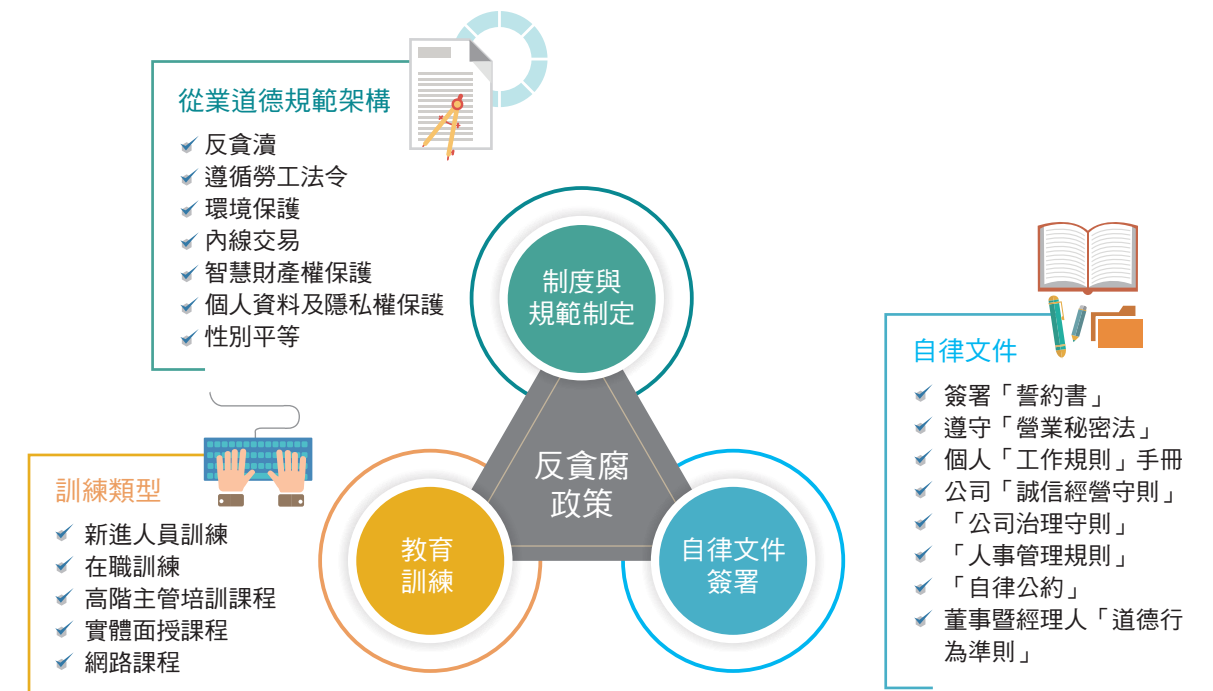 從業道德規範架構
反貪瀆
遵循勞工法令
環境保護
內線交易
智慧財產權保護
個人資料及隱私權保護
性別平等
制度與
規範制定
反貪腐
政策
教育
訓練
自律文件
簽署
訓練類型
新進人員訓練
在職訓練
高階主管培訓課程
實體面授課程
網路課程
自律文件
簽署「誓約書」
遵守「營業秘密法」
個人「工作規則」手冊
公司「誠信經營守則」
「公司治理守則」
「人事管理規則」
「自律公約」
董事暨經理人「道德行
為準則」